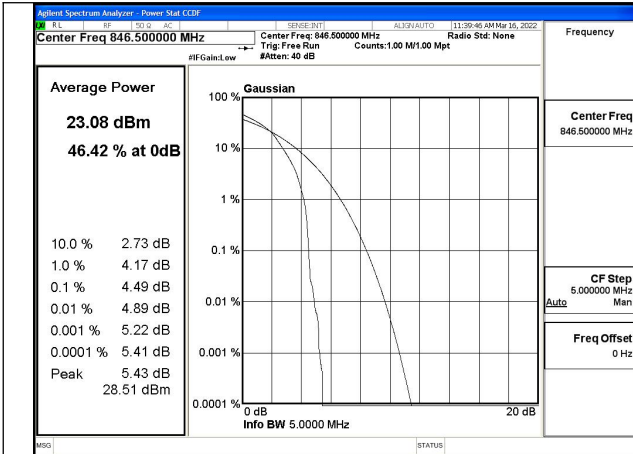 Agilent Spectrum Analyzer - Power Stat CCDF
RL RF 50 Ω AC SENSE:INT ALIGN AUTO 11:39:46 AM Mar 16, 2022
Center Freq 846.500000 MHz
Center Freq: 846.500000 MHz Radio Std: None
Trig: Free Run Counts:1.00 M/1.00 Mpt
#IFGain:Low #Atten: 40 dB
Frequency
Average Power
23.08 dBm
46.42 % at 0dB
10.0 % 2.73 dB
1.0 % 4.17 dB
0.1 % 4.49 dB
0.01 % 4.89 dB
0.001 % 5.22 dB
0.0001 % 5.41 dB
Peak 5.43 dB
28.51 dBm
Gaussian
100 %
10 %
1 %
0.1 %
0.01 %
0.001 %
0.0001 %
0 dB 20 dB
Info BW 5.0000 MHz
Center Freq
846.500000 MHz
CF Step
5.000000 MHz
Auto Man
Freq Offset
0 Hz
MSG STATUS